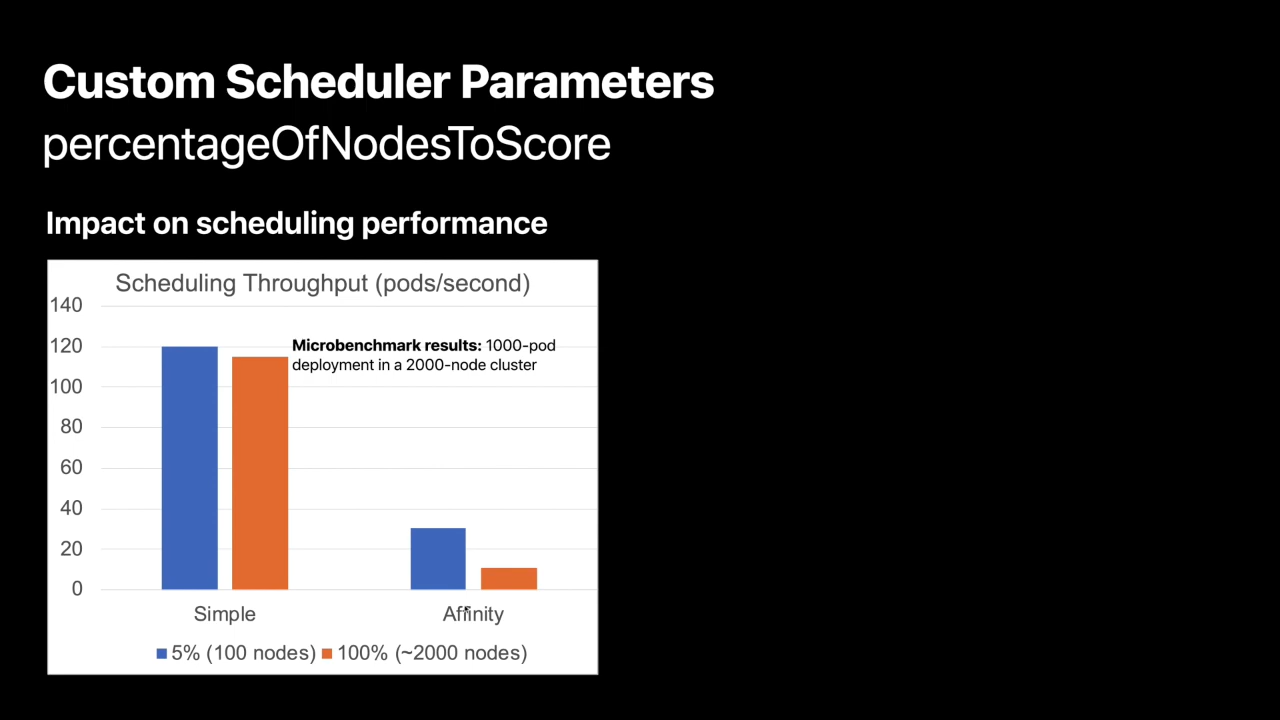 Custom Scheduler Parameters
percentageOfNodesToScore
Impact on scheduling performance
Scheduling Throughput (pods/second)
140
120
100
80
60
40
20
0
Microbenchmark results: 1000-pod
deployment in a 2000-node cluster
Simple
Affinity
5% (100 nodes)
100% (~2000 nodes)